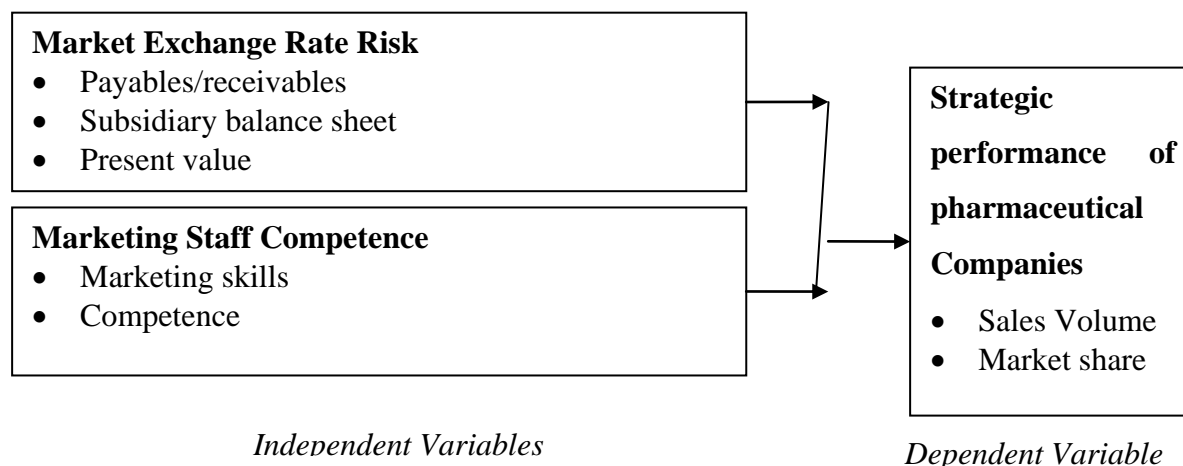 Market Exchange Rate Risk
• Payables/receivables
• Subsidiary balance sheet
• Present value
Marketing Staff Competence
• Marketing skills
• Competence
Strategic
performance of
pharmaceutical
Companies
• Sales Volume
• Market share
Independent Variables
Dependent Variable